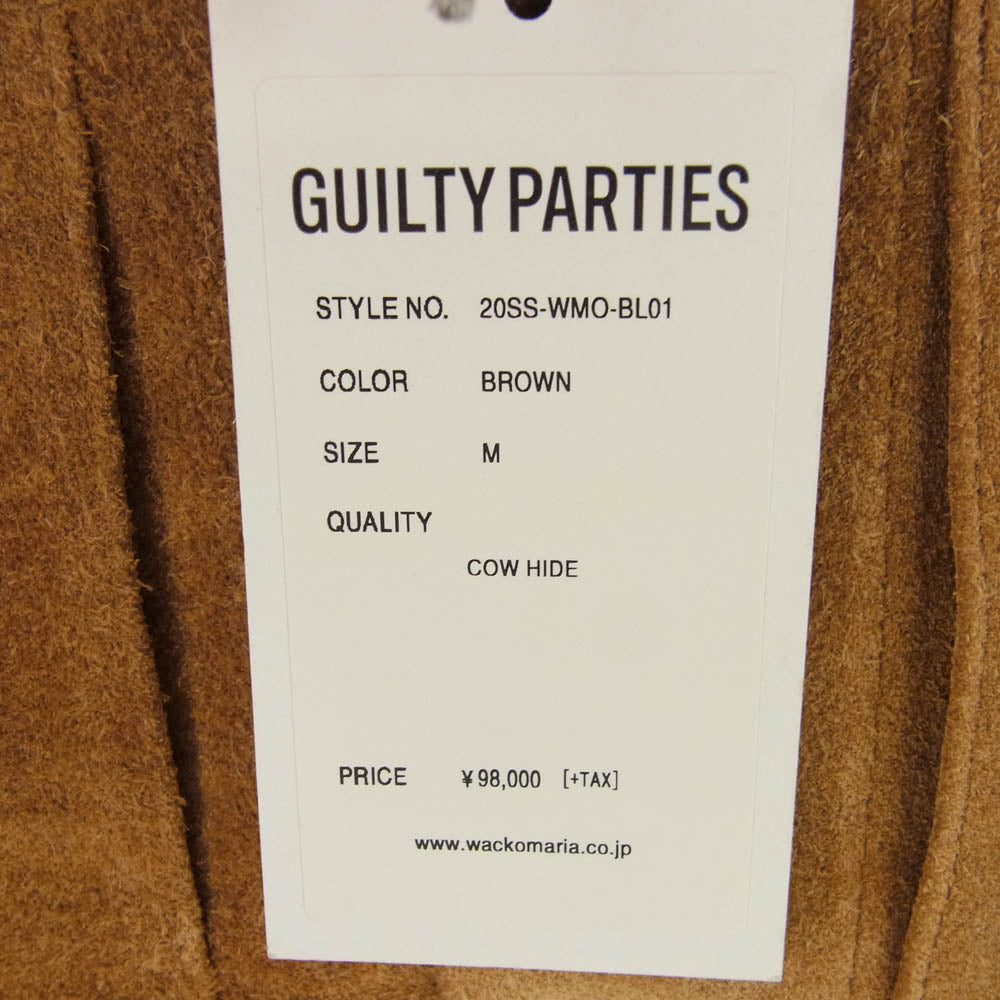 GUILTY PARTIES
STYLE NO. 20SS-WMO-BL01
COLOR BROWN
SIZE M
QUALITY
COW HIDE
PRICE ¥98,000 [+TAX]
www.wackomaria.co.jp